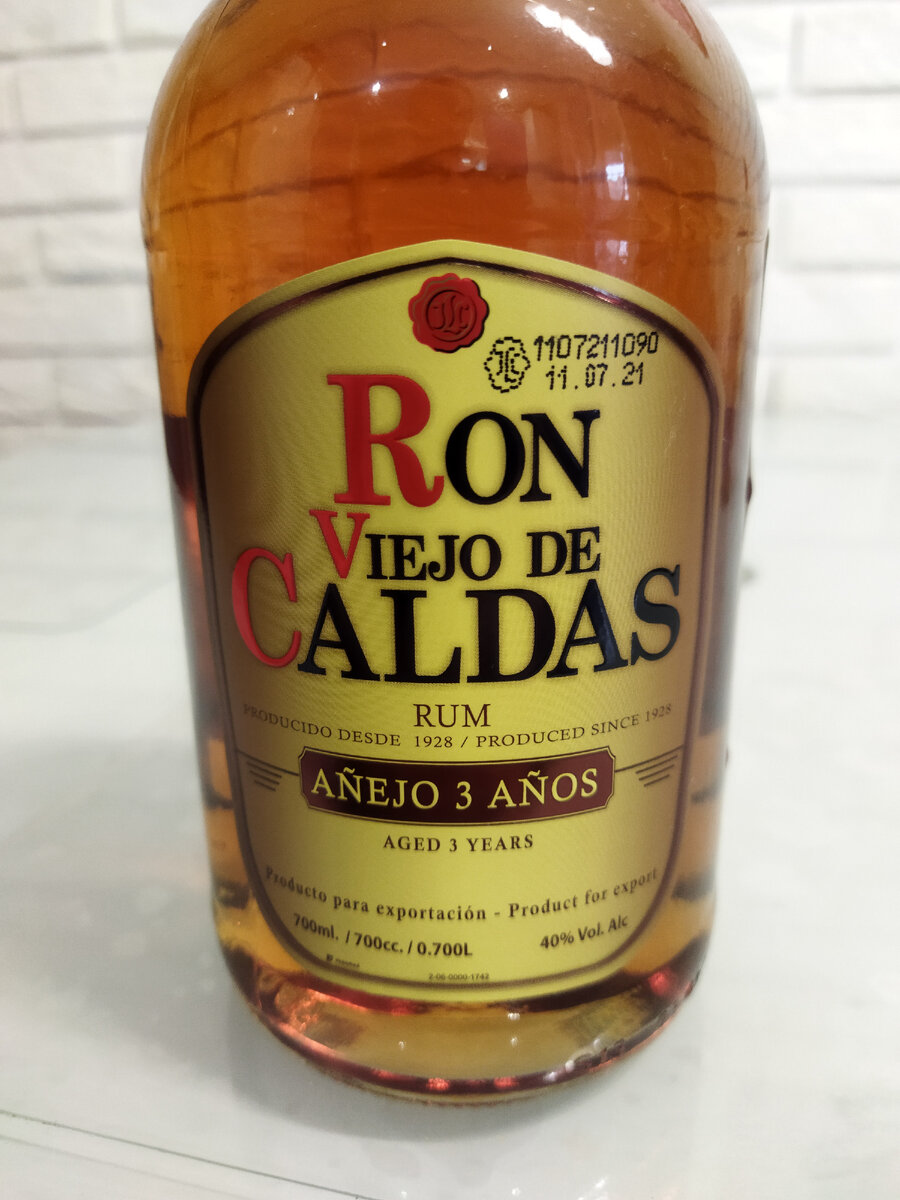 1107211090
11.07.21
RON
VIEJO DE
CALDAS
RUM
PRODUCIDO DESDE 1928 / PRODUCED SINCE 1928
AÑEJO 3 AÑOS
AGED 3 YEARS
Producto para exportación - Product for export
700ml. / 700cc. / 0.700L
40% Vol. Alc
2-06-0000-1742